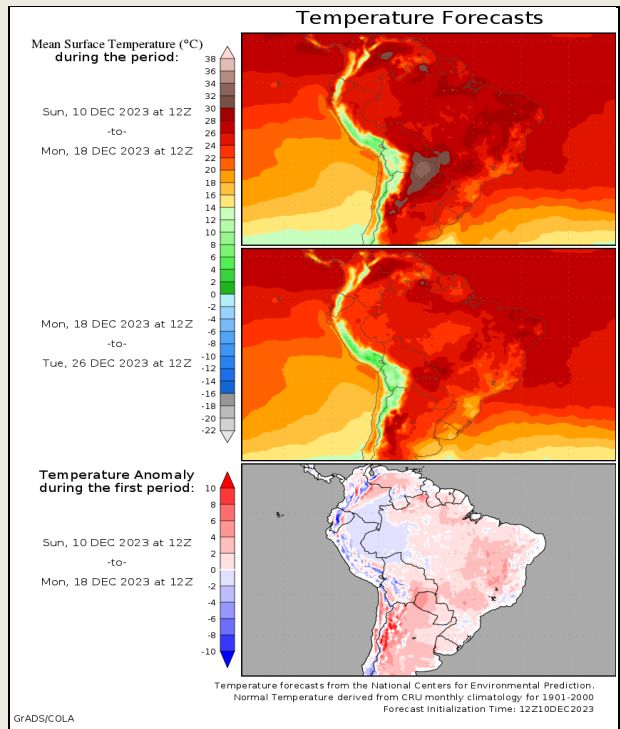 Temperature Forecasts
Mean Surface Temperature (°C)
during the period:
Sun, 10 DEC 2023 at 12Z
-to-
Mon, 18 DEC 2023 at 12Z
38
36
34
32
30
28
26
24
22
20
18
16
14
12
10
8
6
4
2
0
-2
-4
-6
-8
-10
-12
-14
-16
-18
-20
-22
Mon, 18 DEC 2023 at 12Z
-to-
Tue, 26 DEC 2023 at 12Z
Temperature Anomaly
during the first period:
Sun, 10 DEC 2023 at 12Z
-to-
Mon, 18 DEC 2023 at 12Z
10
8
6
4
2
0
-2
-4
-6
-8
-10
Temperature forecasts from the National Centers for Environmental Prediction.
Normal Temperature derived from CRU monthly climatology for 1901-2000
Forecast Initialization Time: 12Z10DEC2023
GrADS/COLA